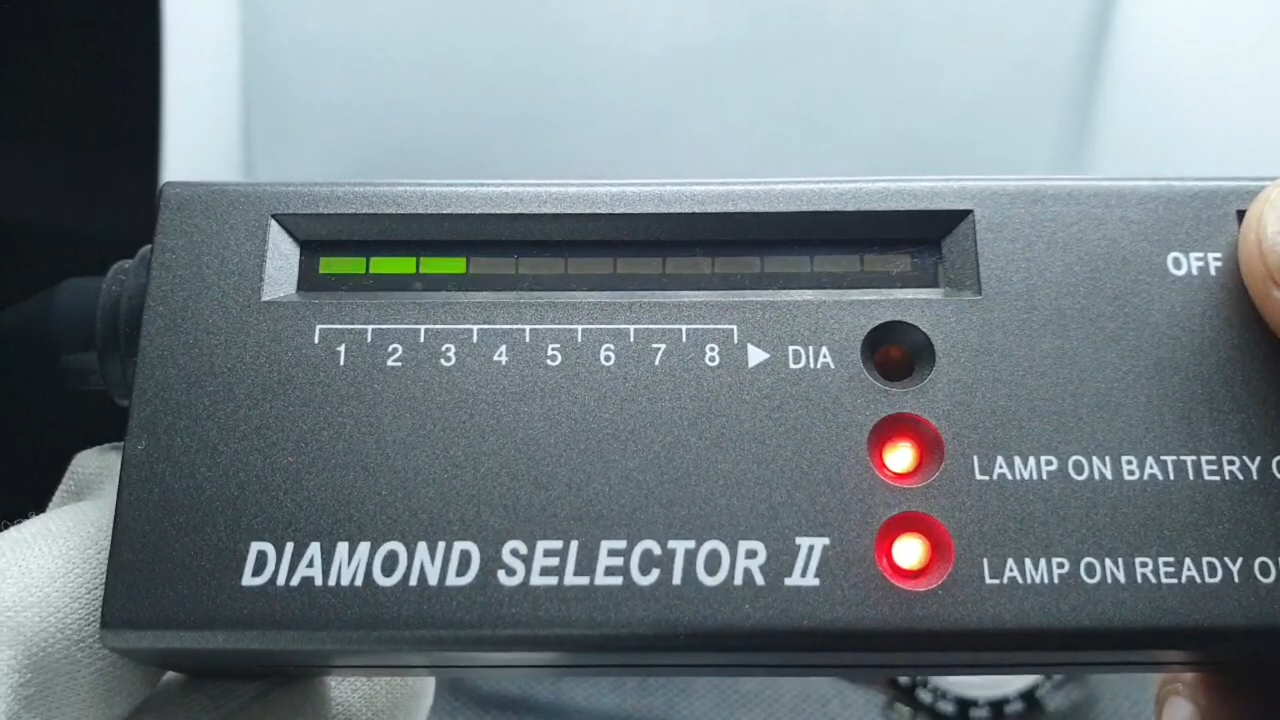 OFF
1 2 3 4 5 6 7 8 ▶ DIA
LAMP ON BATTERY
DIAMOND SELECTOR II
LAMP ON READY